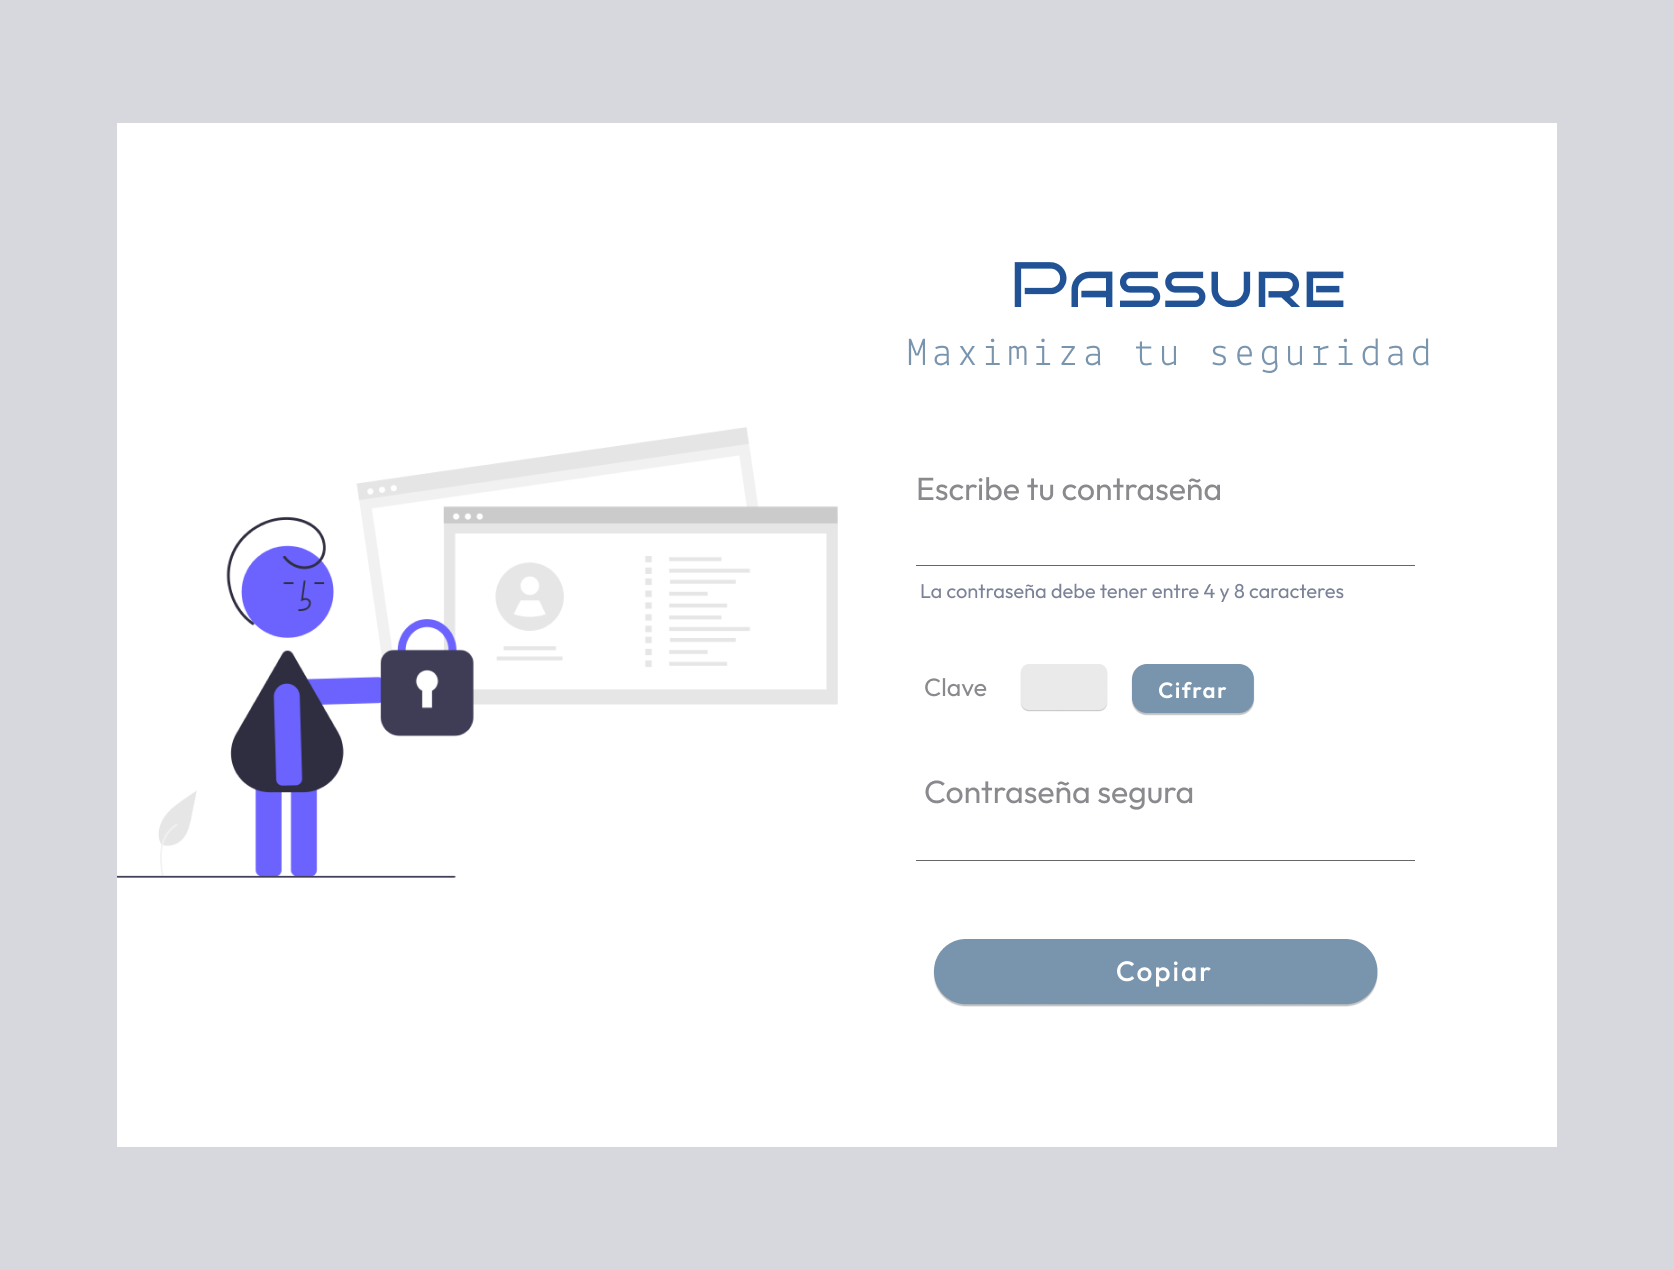 Passure
Maximiza tu seguridad
Escribe tu contraseña
La contraseña debe tener entre 4 y 8 caracteres
Clave
Cifrar
Contraseña segura
Copiar